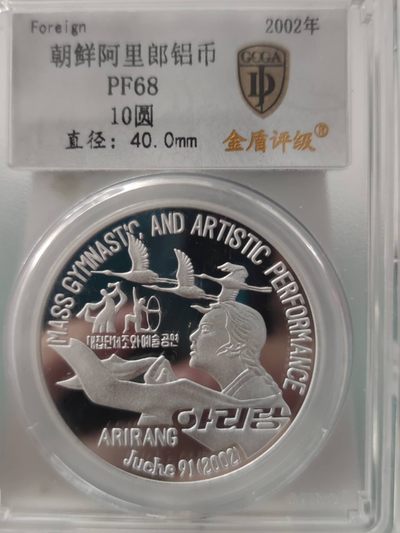 Foreign
2002年
朝鲜阿里郎铝币
PF68
10圆
直径: 40.0mm
GCGA
金盾评级®
MASS GYMNASTIC AND ARTISTIC PERFORMANCE
대집단체조와예술공연
아리랑
ARIRANG
Juche 91 (2002)